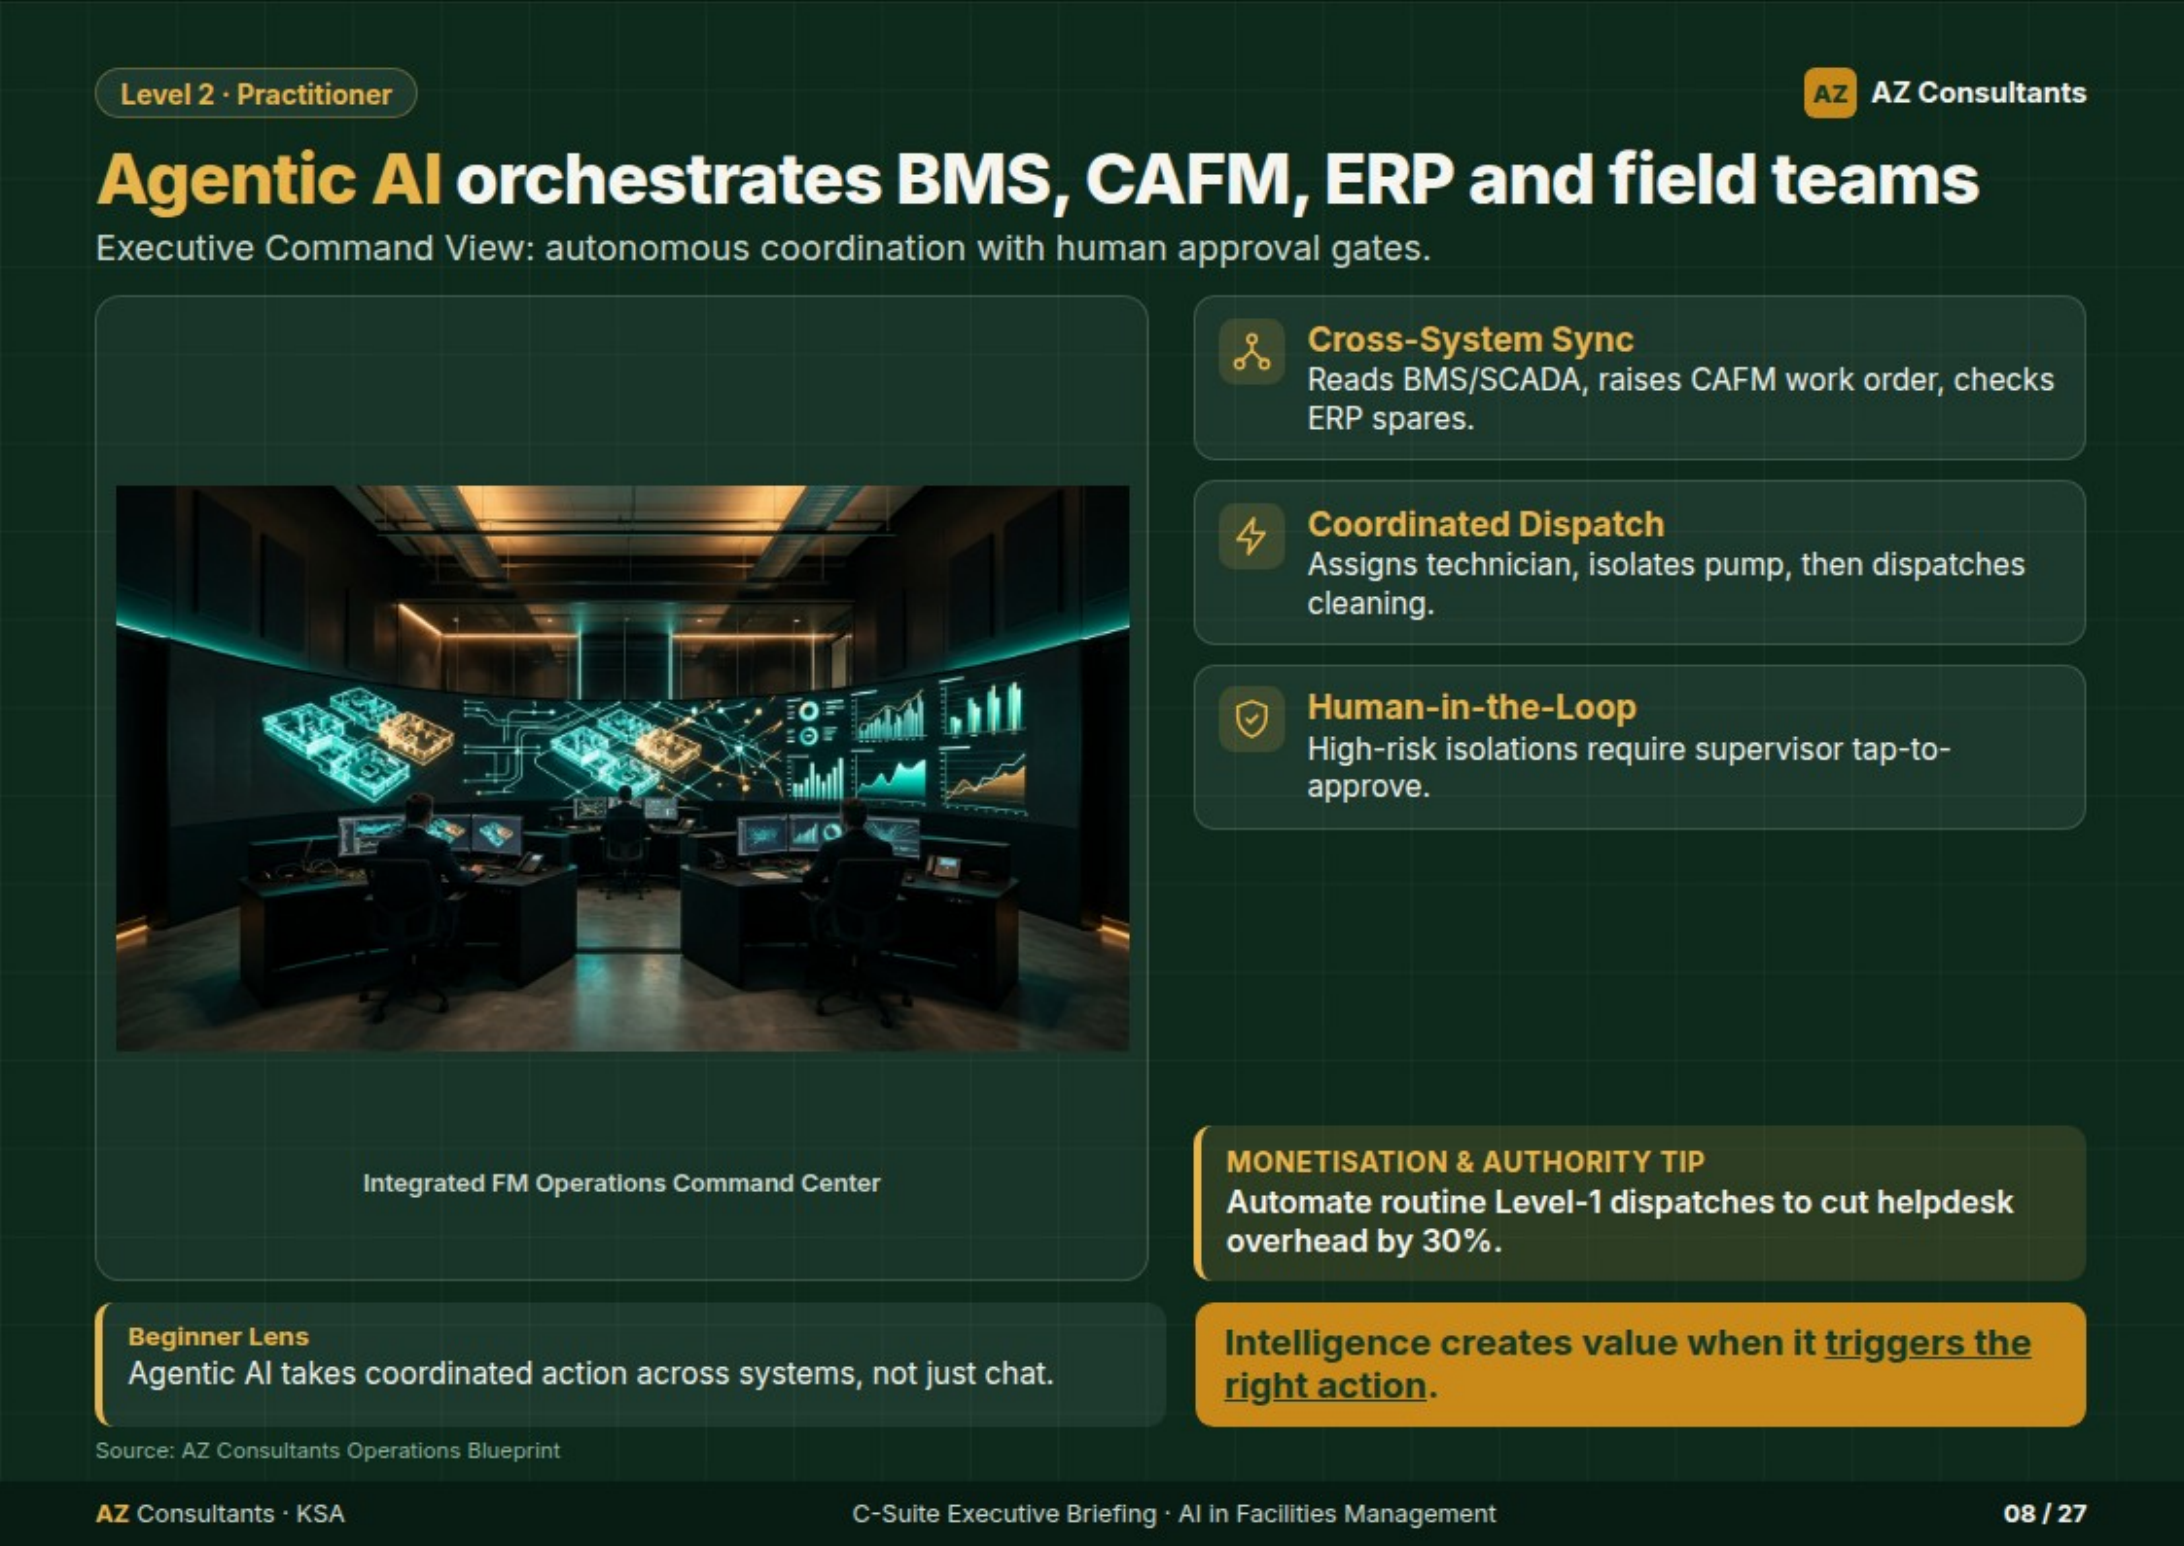 Level 2 · Practitioner
AZ AZ Consultants
Agentic AI orchestrates BMS, CAFM, ERP and field teams
Executive Command View: autonomous coordination with human approval gates.
Integrated FM Operations Command Center
Cross-System Sync
Reads BMS/SCADA, raises CAFM work order, checks
ERP spares.
Coordinated Dispatch
Assigns technician, isolates pump, then dispatches
cleaning.
Human-in-the-Loop
High-risk isolations require supervisor tap-to-
approve.
MONETISATION & AUTHORITY TIP
Automate routine Level-1 dispatches to cut helpdesk
overhead by 30%.
Beginner Lens
Agentic AI takes coordinated action across systems, not just chat.
Intelligence creates value when it triggers the
right action.
Source: AZ Consultants Operations Blueprint
AZ Consultants · KSA
C-Suite Executive Briefing · AI in Facilities Management
08 / 27